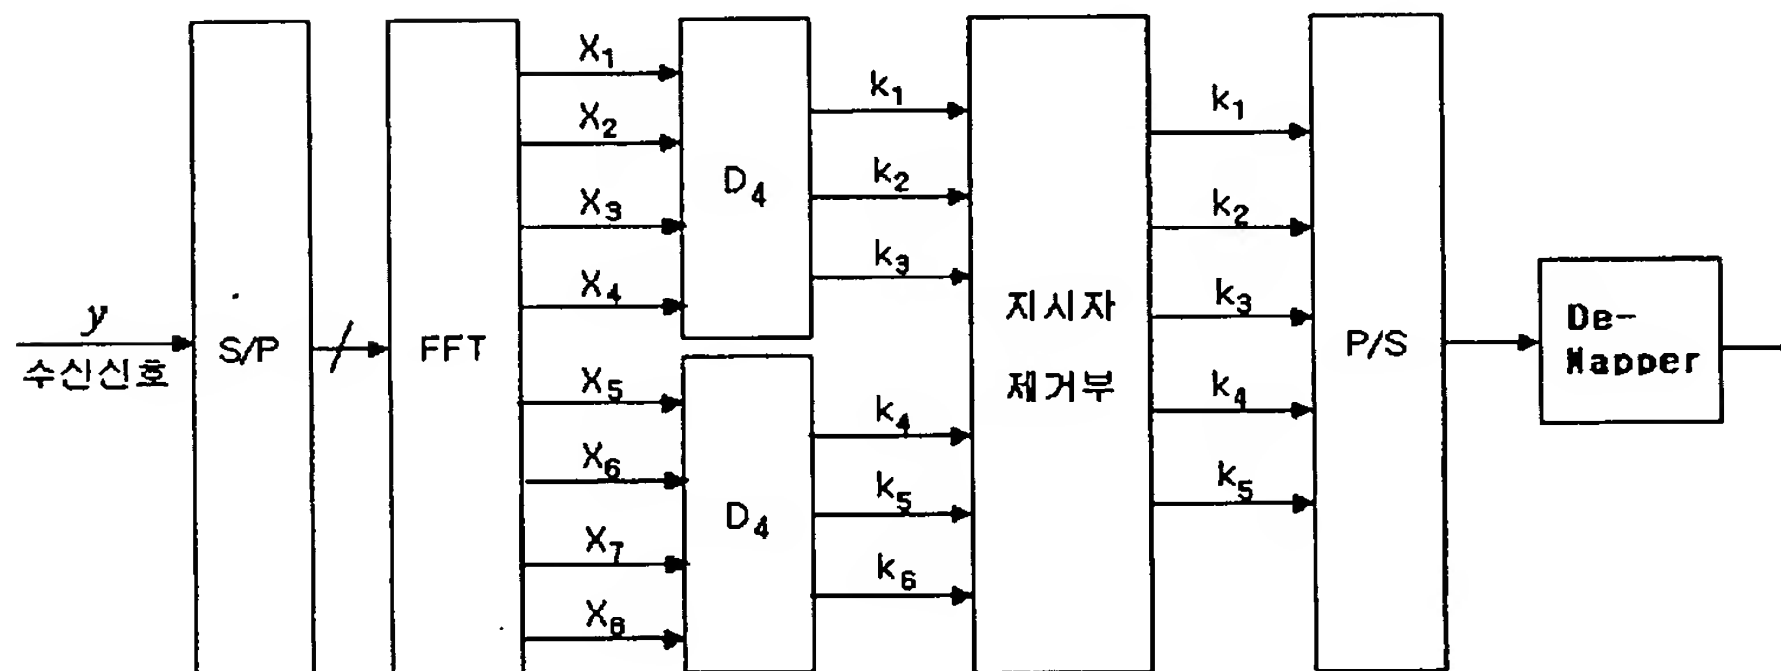 y
수신신호
S/P
FFT
X₁
X₂
X₃
X₄
X₅
X₆
X₇
X₈
D₄
D₄
k₁
k₂
k₃
k₄
k₅
k₆
지시자
제거부
k₁
k₂
k₃
k₄
k₅
P/S
De-
Mapper